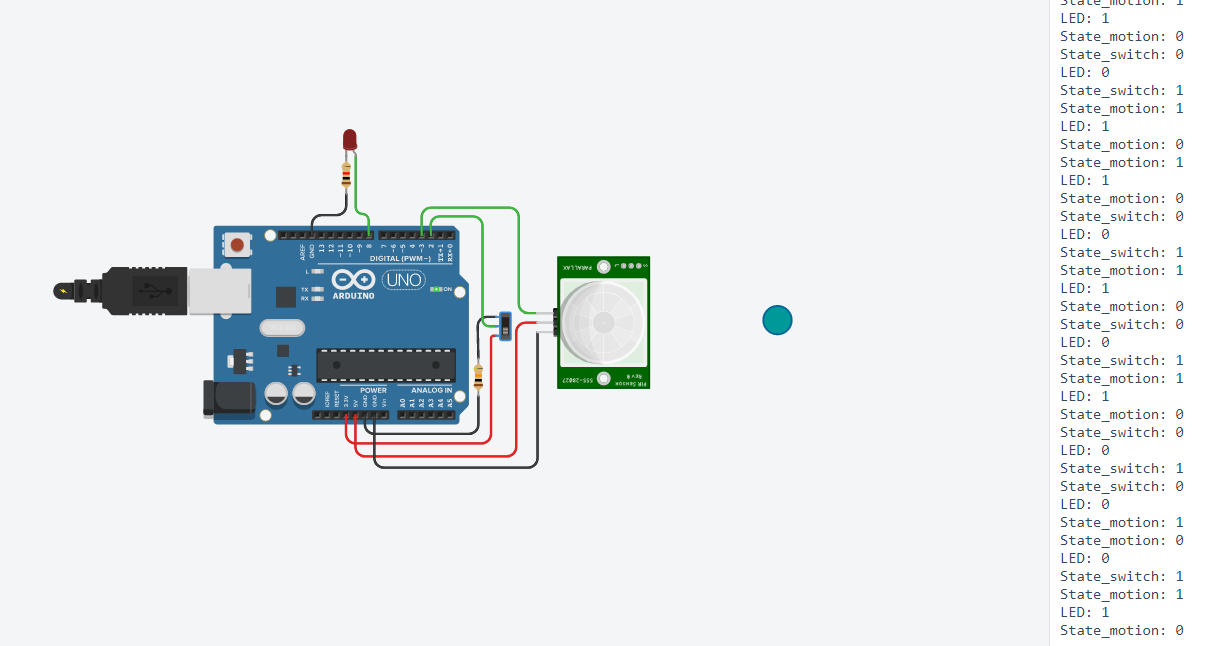 AREF
GND
13
12
~11
~10
~9
8
7
~6
~5
4
~3
2
TX→1
RX←0
DIGITAL (PWM~)
L
TX
RX
ARDUINO
UNO
ON
IOREF
RESET
3.3V
5V
GND
GND
Vin
POWER
ANALOG IN
A0
A1
A2
A3
A4
A5
PARALLAX
PIR Sensor
Rev B
555-28027
State_motion: 1
LED: 1
State_motion: 0
State_switch: 0
LED: 0
State_switch: 1
State_motion: 1
LED: 1
State_motion: 0
State_motion: 1
LED: 1
State_motion: 0
State_switch: 0
LED: 0
State_switch: 1
State_motion: 1
LED: 1
State_motion: 0
State_switch: 0
LED: 0
State_switch: 1
State_motion: 1
LED: 1
State_motion: 0
State_switch: 0
LED: 0
State_switch: 1
State_switch: 0
LED: 0
State_motion: 1
State_motion: 0
LED: 0
State_switch: 1
State_motion: 1
LED: 1
State_motion: 0